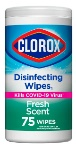 CLOROX
Disinfecting
Wipes
Kills COVID-19 Virus
Fresh
Scent
75 WIPES